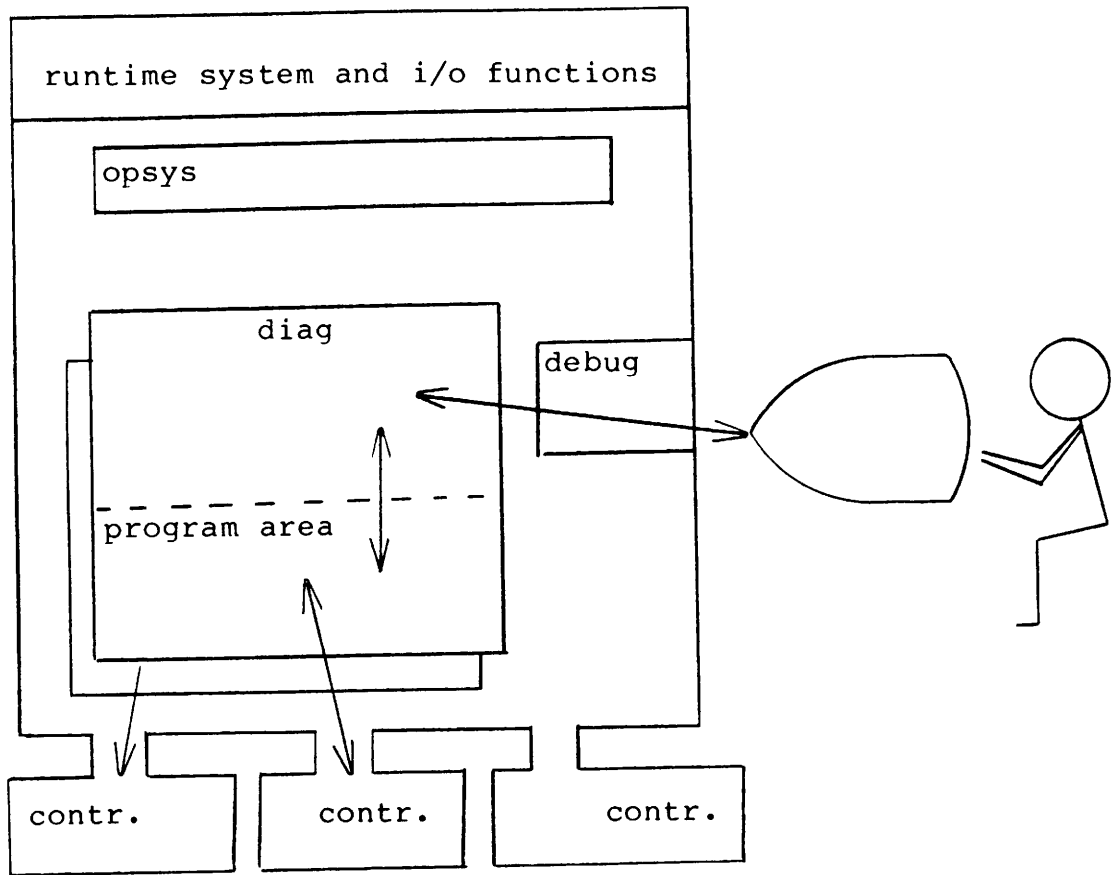 runtime system and i/o functions
opsys
diag
debug
program area
contr.
contr.
contr.